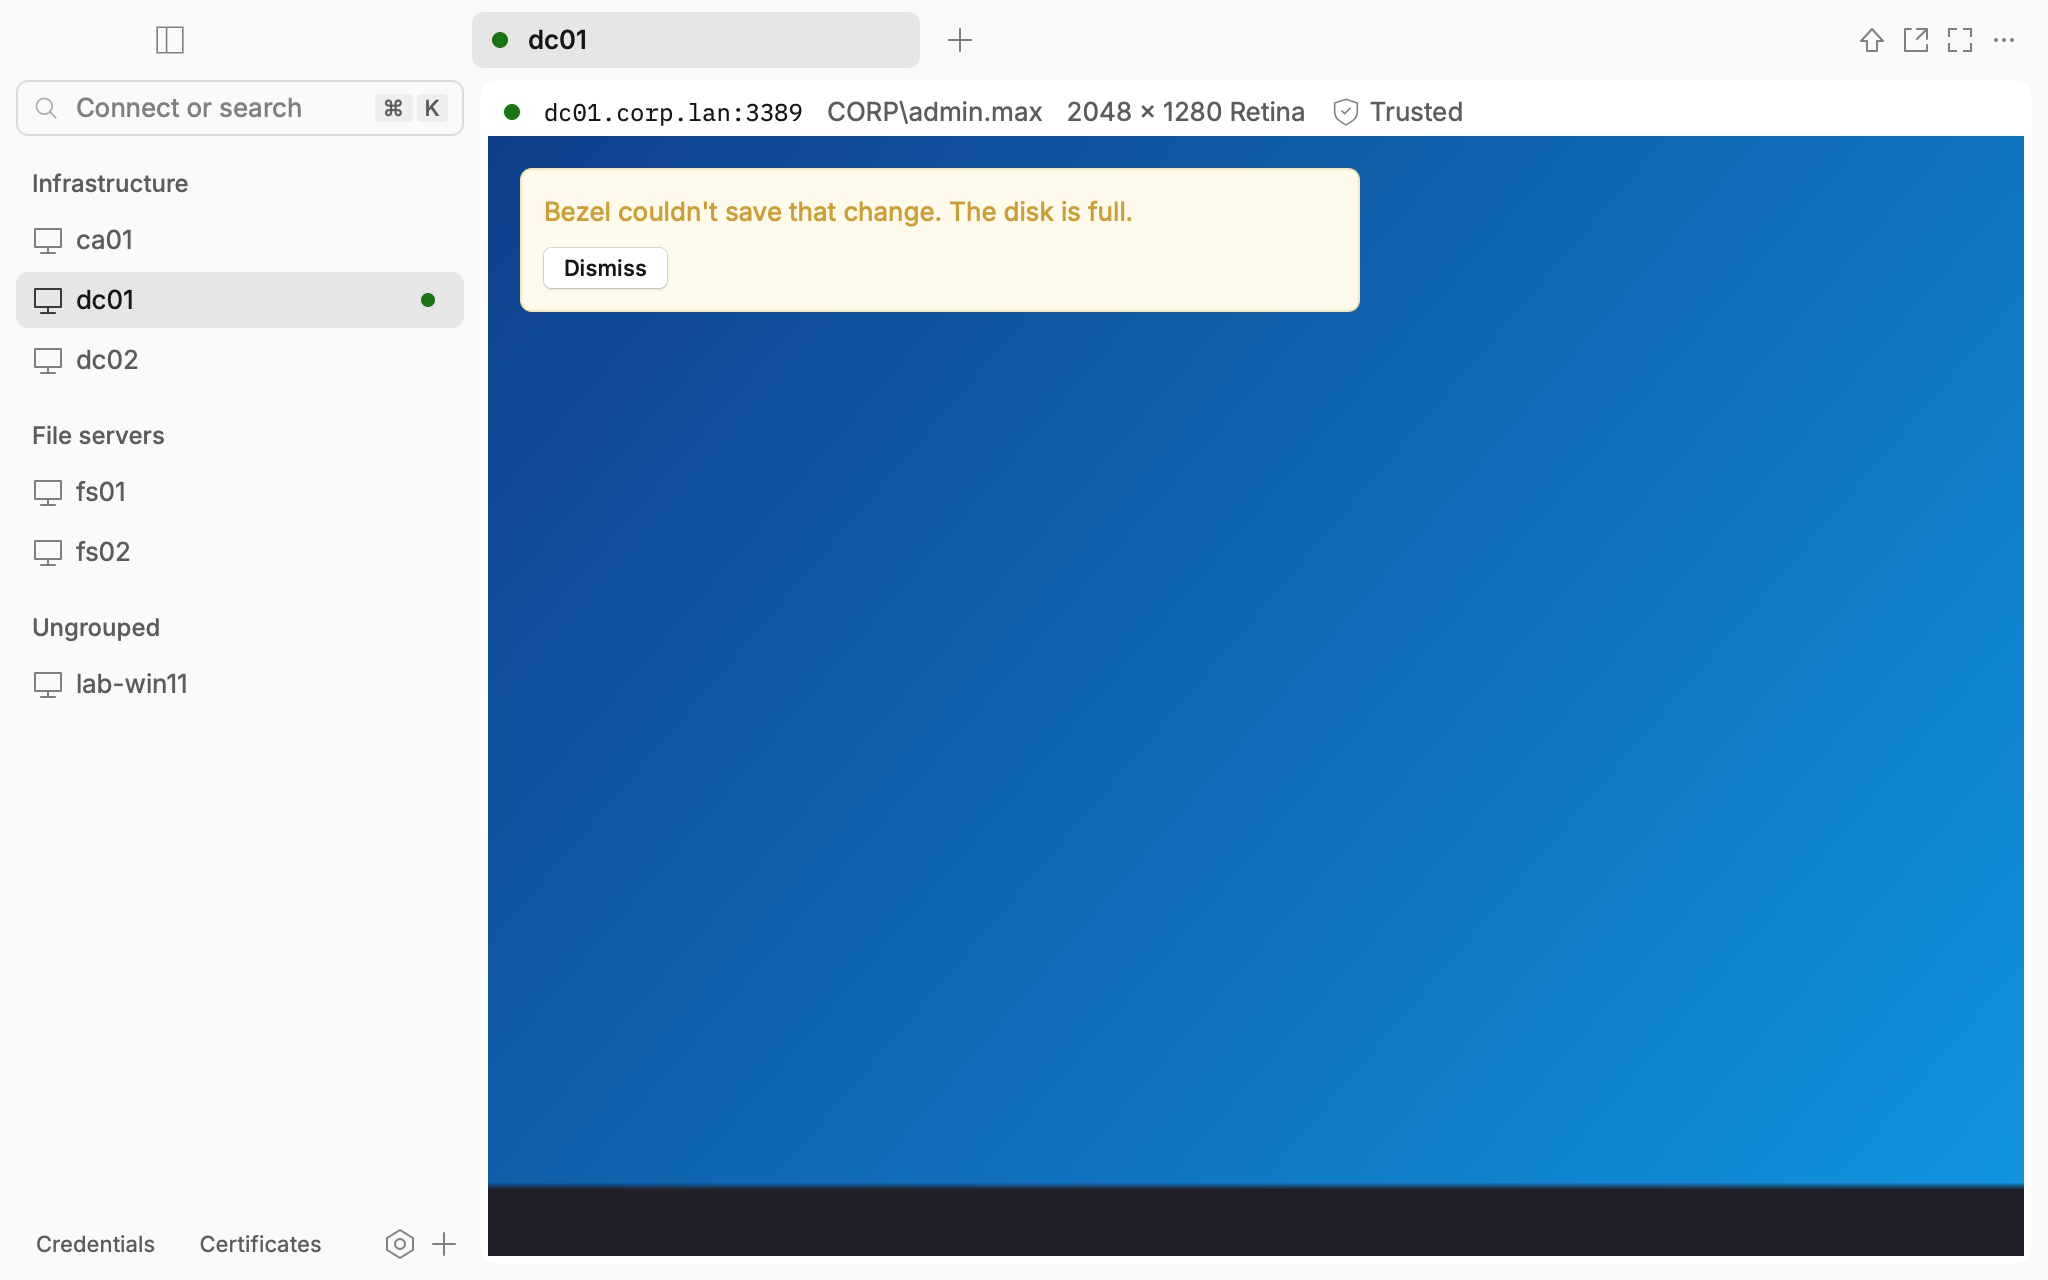 dc01
Connect or search ⌘ K
dc01.corp.lan:3389 CORP\admin.max 2048 × 1280 Retina Trusted
Infrastructure
ca01
dc01
dc02
File servers
fs01
fs02
Ungrouped
lab-win11
Bezel couldn't save that change. The disk is full.
Dismiss
Credentials Certificates